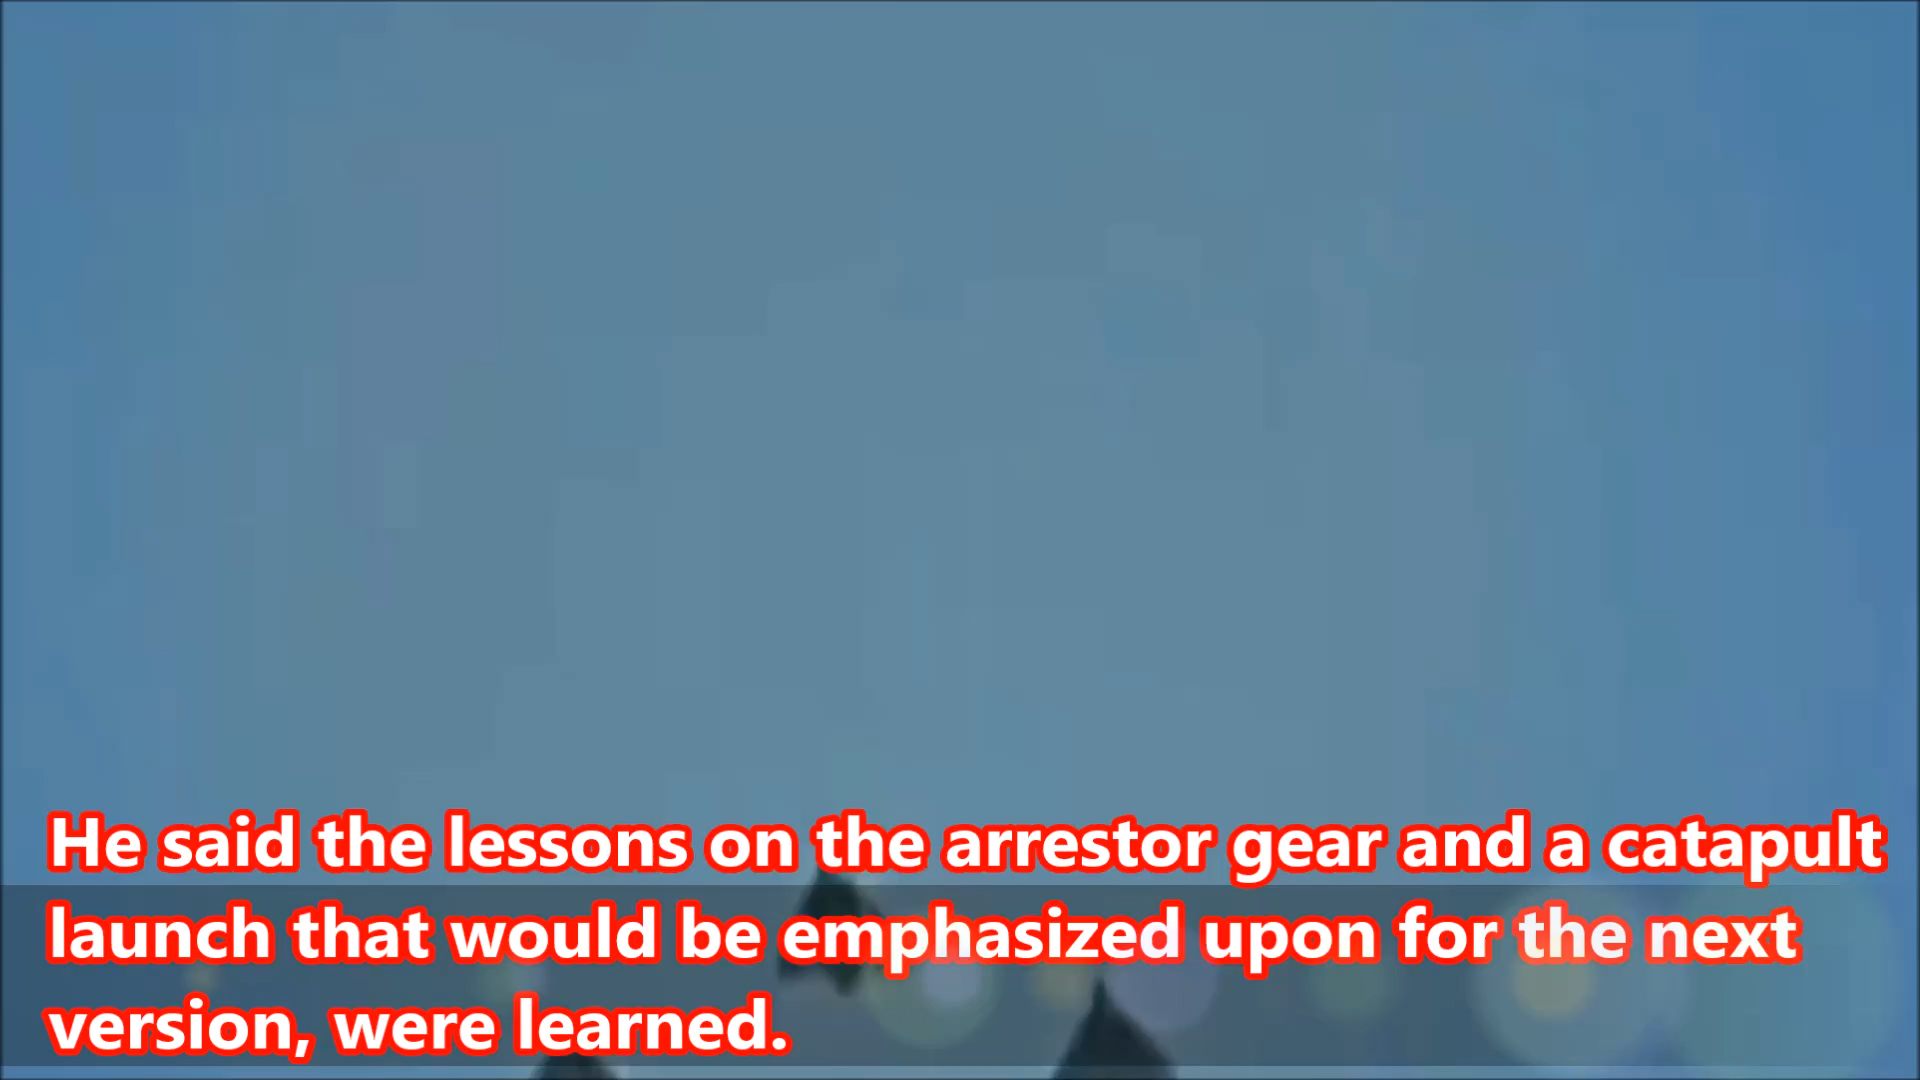 He said the lessons on the arrestor gear and a catapult
launch that would be emphasized upon for the next
version, were learned.